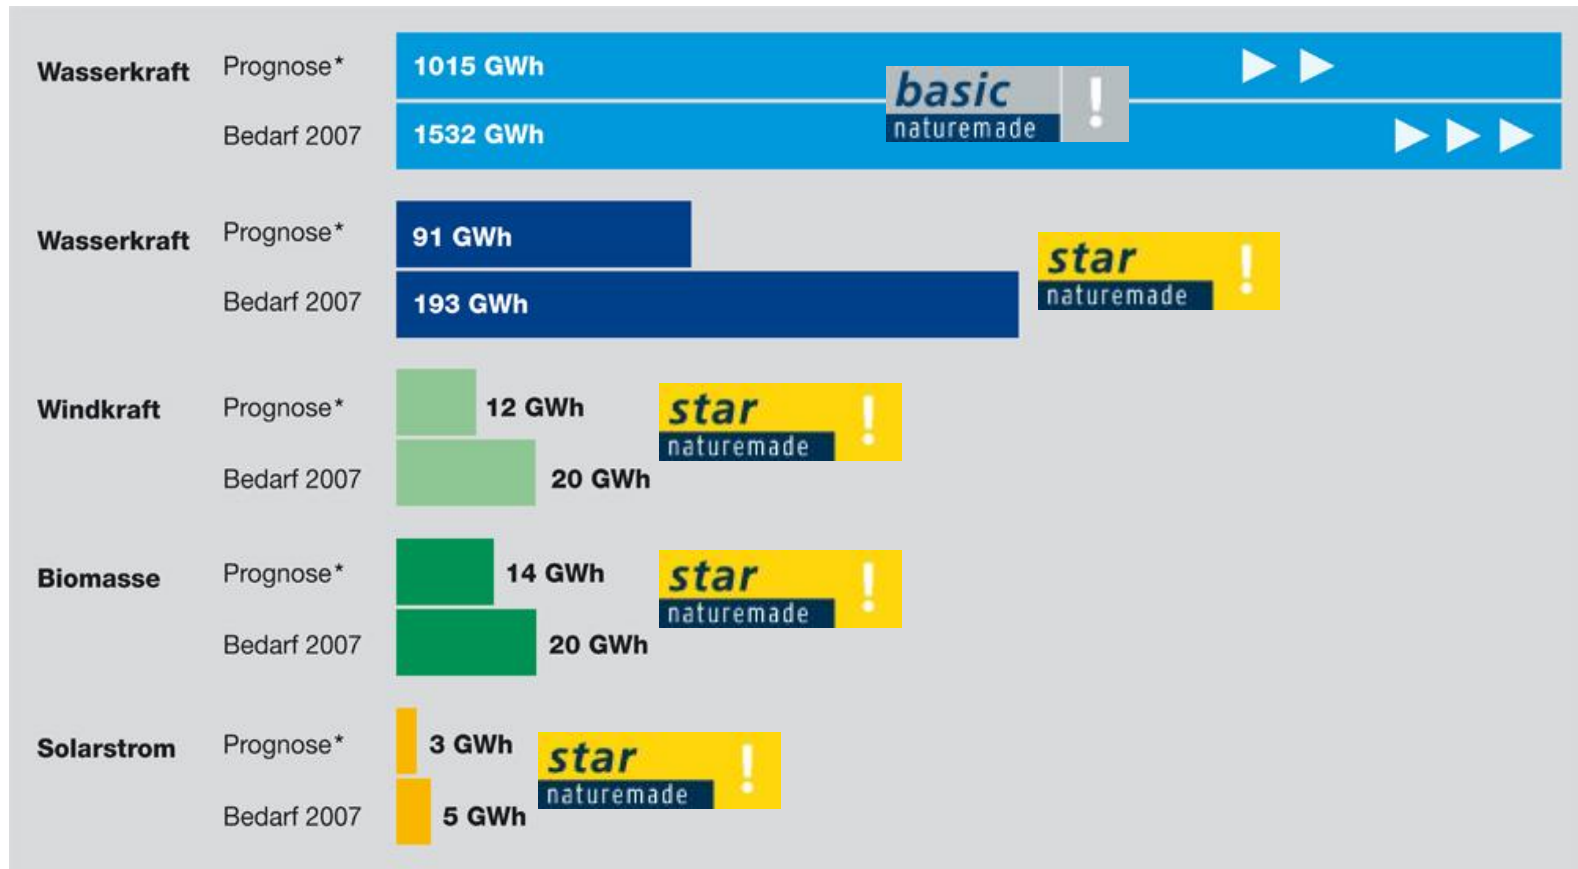 Wasserkraft Prognose* 1015 GWh
basic !
naturemade
Bedarf 2007 1532 GWh
Wasserkraft Prognose* 91 GWh
star !
naturemade
Bedarf 2007 193 GWh
Windkraft Prognose* 12 GWh
star !
naturemade
Bedarf 2007 20 GWh
Biomasse Prognose* 14 GWh
star !
naturemade
Bedarf 2007 20 GWh
Solarstrom Prognose* 3 GWh
star !
naturemade
Bedarf 2007 5 GWh